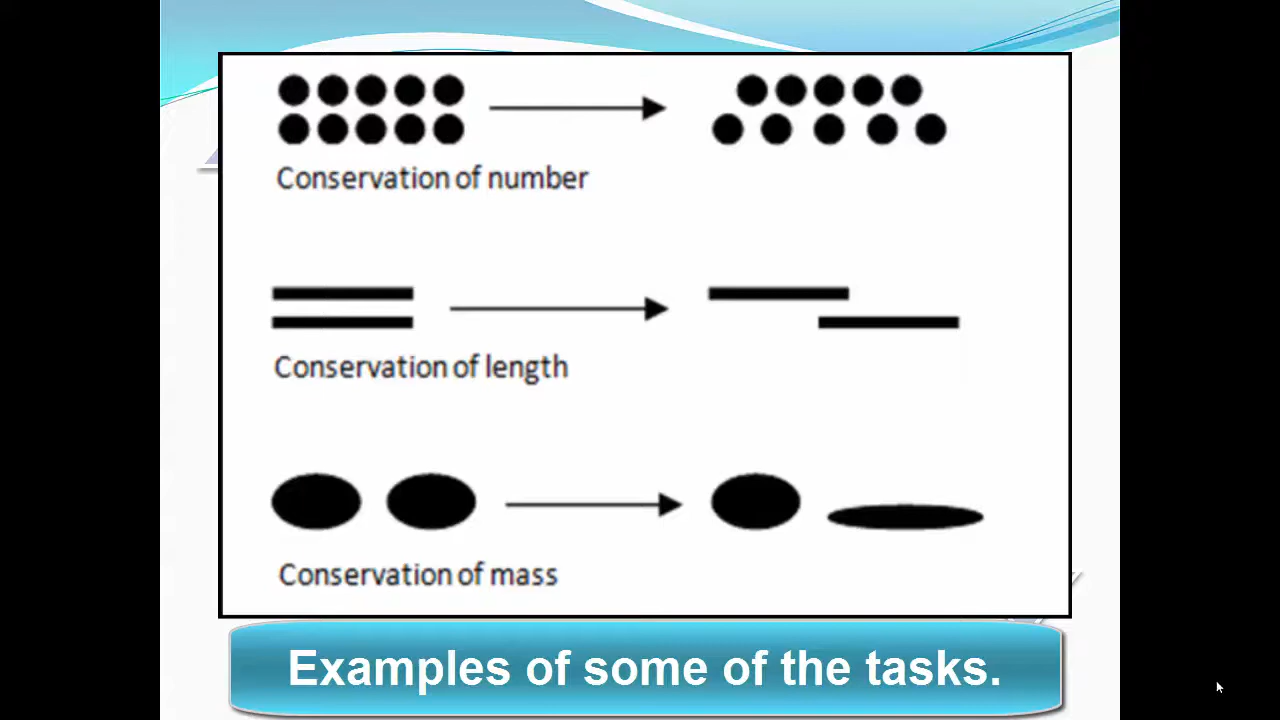 Conservation of number
Conservation of length
Conservation of mass
Examples of some of the tasks.